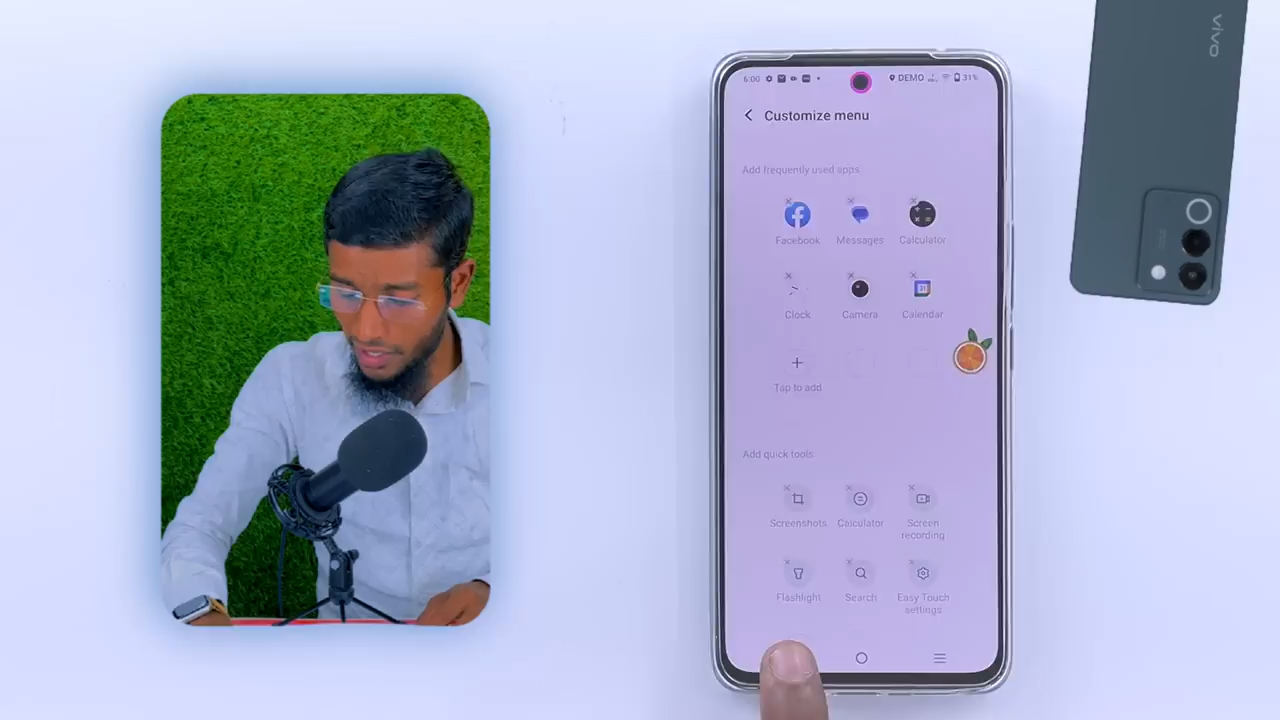 vivo
6:00 DEMO 31%
Customize menu
Add frequently used apps
Facebook Messages Calculator
Clock Camera Calendar
31
Tap to add
Add quick tools
Screenshots Calculator Screen
recording
Flashlight Search Easy Touch
settings